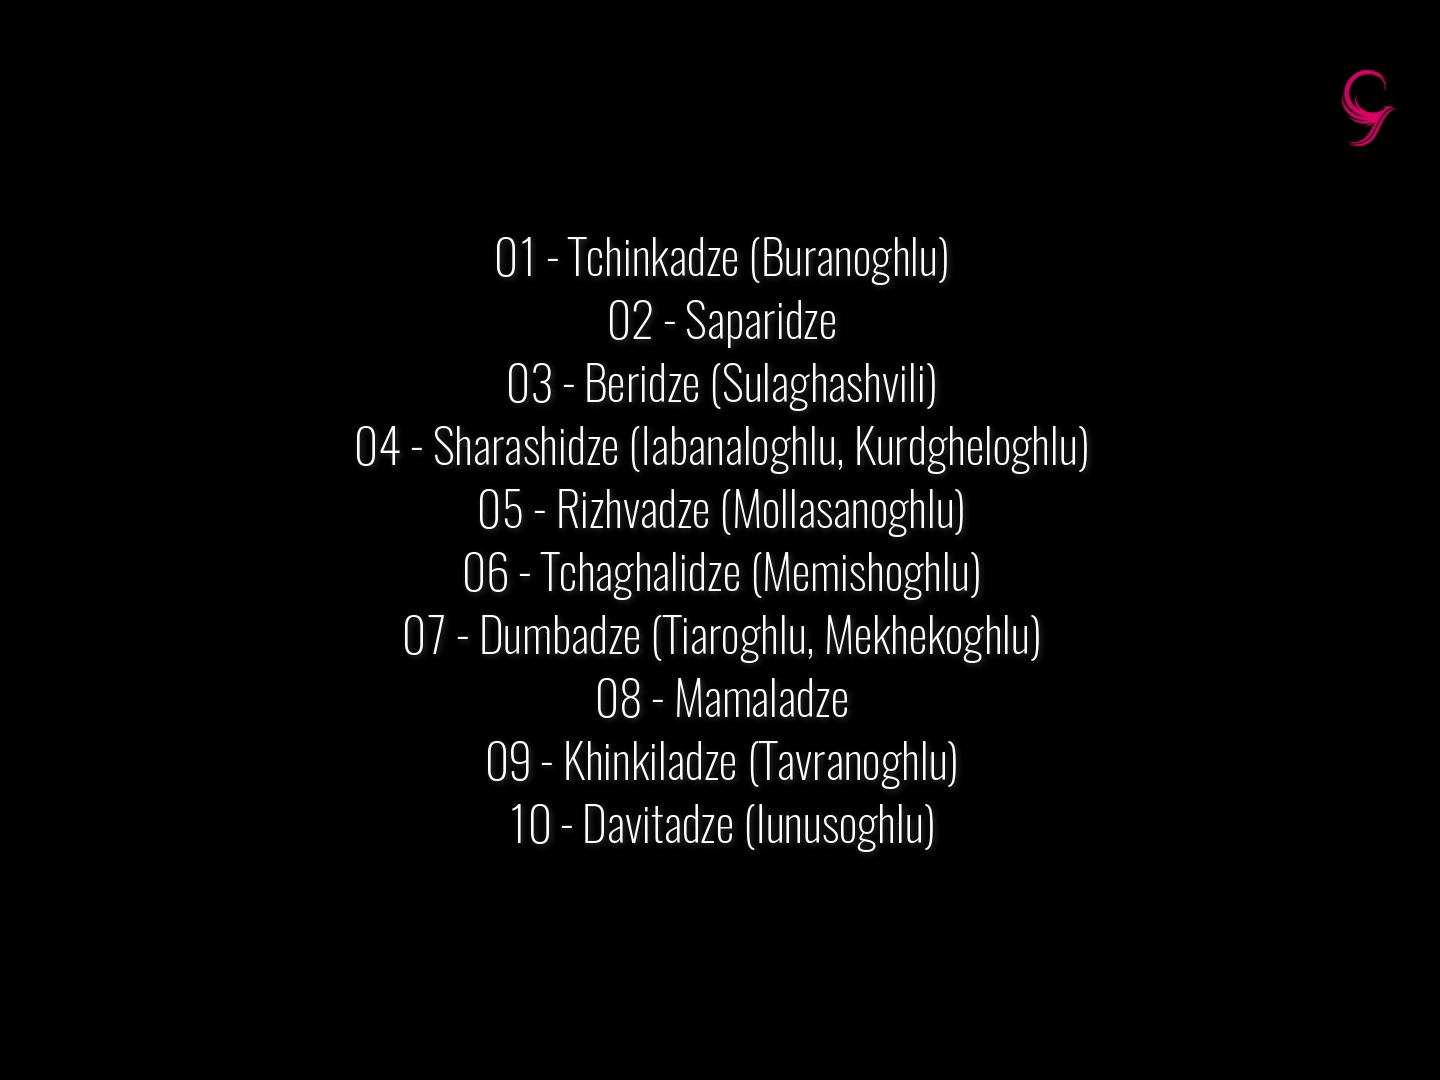 01 - Tchinkadze (Buranoghlu)
02 - Saparidze
03 - Beridze (Sulaghashvili)
04 - Sharashidze (Iabanaloghlu, Kurdgheloghlu)
05 - Rizhvadze (Mollasanoghlu)
06 - Tchaghalidze (Memishoghlu)
07 - Dumbadze (Tiaroghlu, Mekhekoghlu)
08 - Mamaladze
09 - Khinkiladze (Tavranoghlu)
10 - Davitadze (Iunusoghlu)